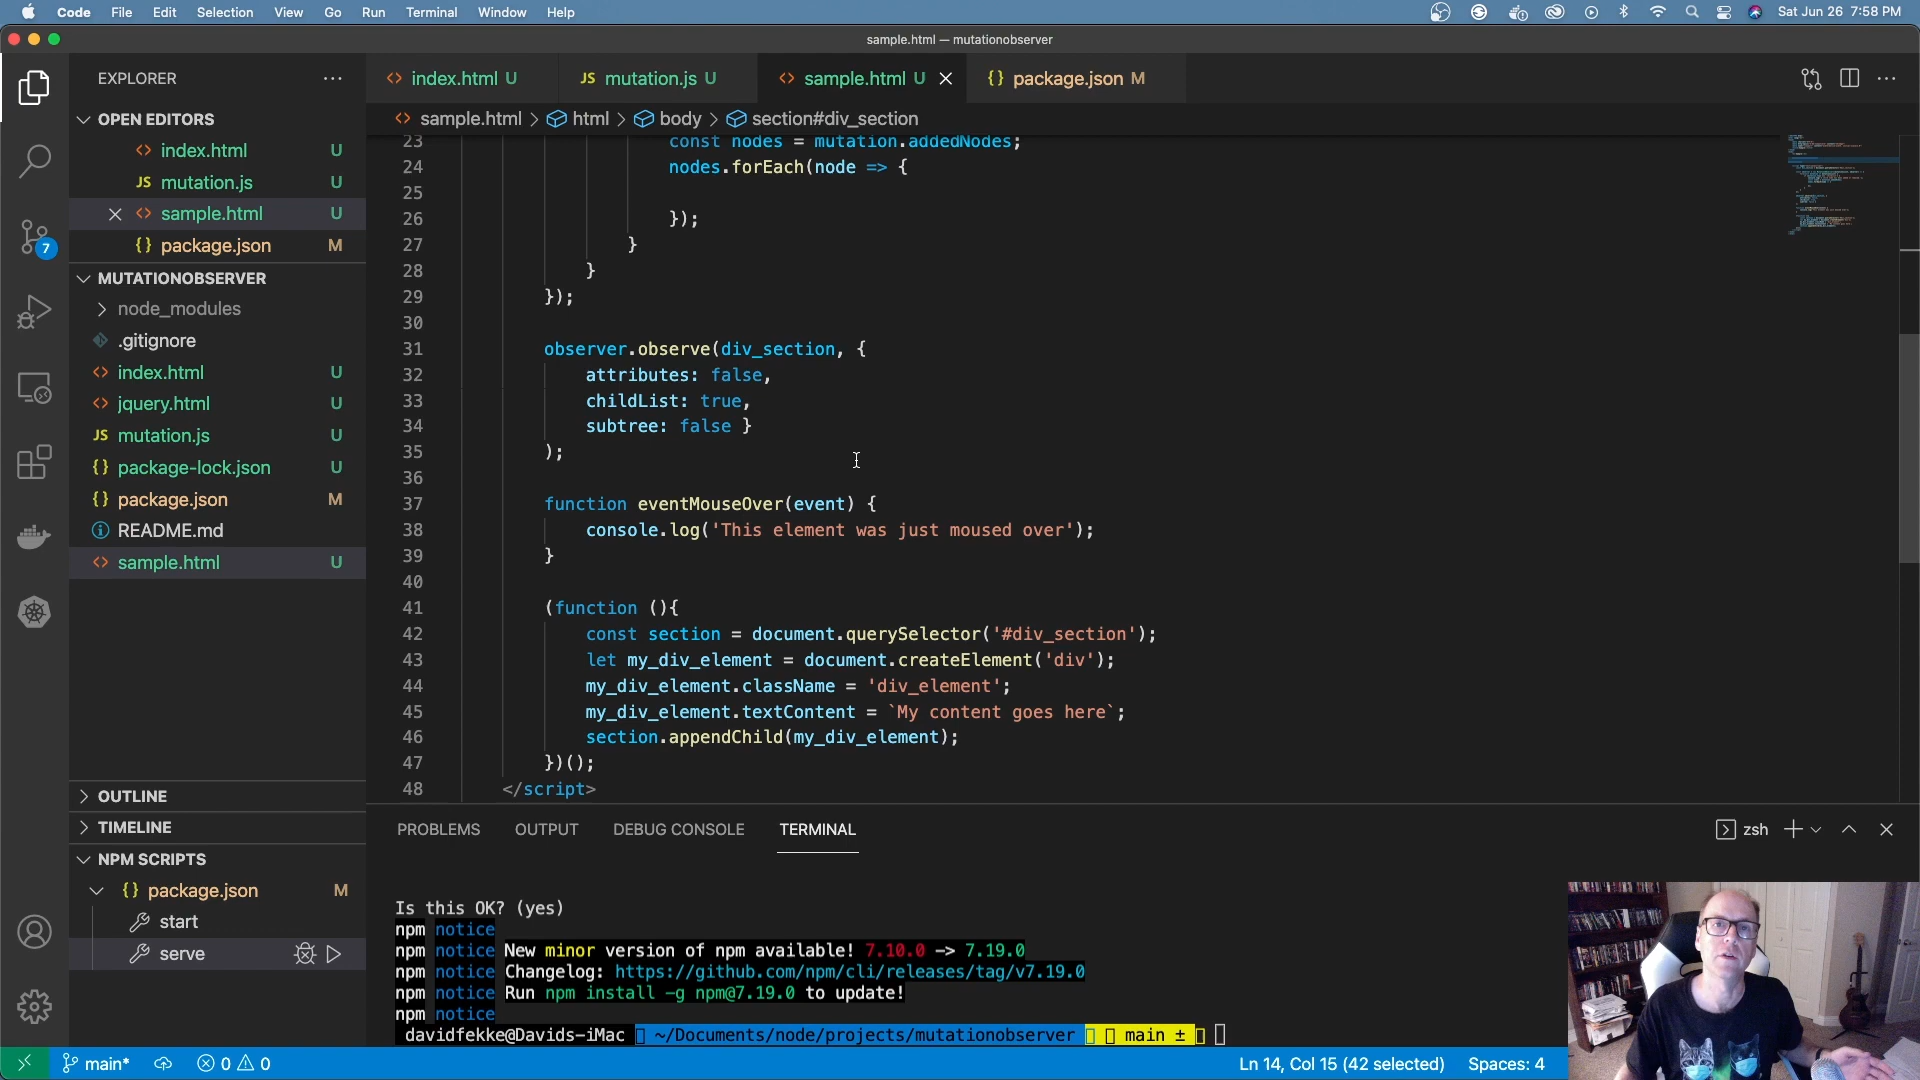 Code File Edit Selection View Go Run Terminal Window Help Sat Jun 26 7:58 PM
sample.html — mutationobserver
EXPLORER
index.html U JS mutation.js U sample.html U {} package.json M
OPEN EDITORS
sample.html > html > body > section#div_section
index.html U
JS mutation.js U
sample.html U
{} package.json M
MUTATIONOBSERVER
node_modules
.gitignore
index.html U
jquery.html U
JS mutation.js U
{} package-lock.json U
{} package.json M
README.md
sample.html U
7
OUTLINE
TIMELINE
NPM SCRIPTS
{} package.json M
start
serve
23 const nodes = mutation.addedNodes;
24 nodes.forEach(node => {
25
26 });
27 }
28 }
29 });
30
31 observer.observe(div_section, {
32 attributes: false,
33 childList: true,
34 subtree: false }
35 );
36
37 function eventMouseOver(event) {
38 console.log('This element was just moused over');
39 }
40
41 (function (){
42 const section = document.querySelector('#div_section');
43 let my_div_element = document.createElement('div');
44 my_div_element.className = 'div_element';
45 my_div_element.textContent = `My content goes here`;
46 section.appendChild(my_div_element);
47 })();
48 </script>
PROBLEMS OUTPUT DEBUG CONSOLE TERMINAL zsh
Is this OK? (yes)
npm notice
npm notice New minor version of npm available! 7.10.0 -> 7.19.0
npm notice Changelog: https://github.com/npm/cli/releases/tag/v7.19.0
npm notice Run npm install -g npm@7.19.0 to update!
npm notice
davidfekke@Davids-iMac ~/Documents/node/projects/mutationobserver main ±
main* 0 0 Ln 14, Col 15 (42 selected) Spaces: 4